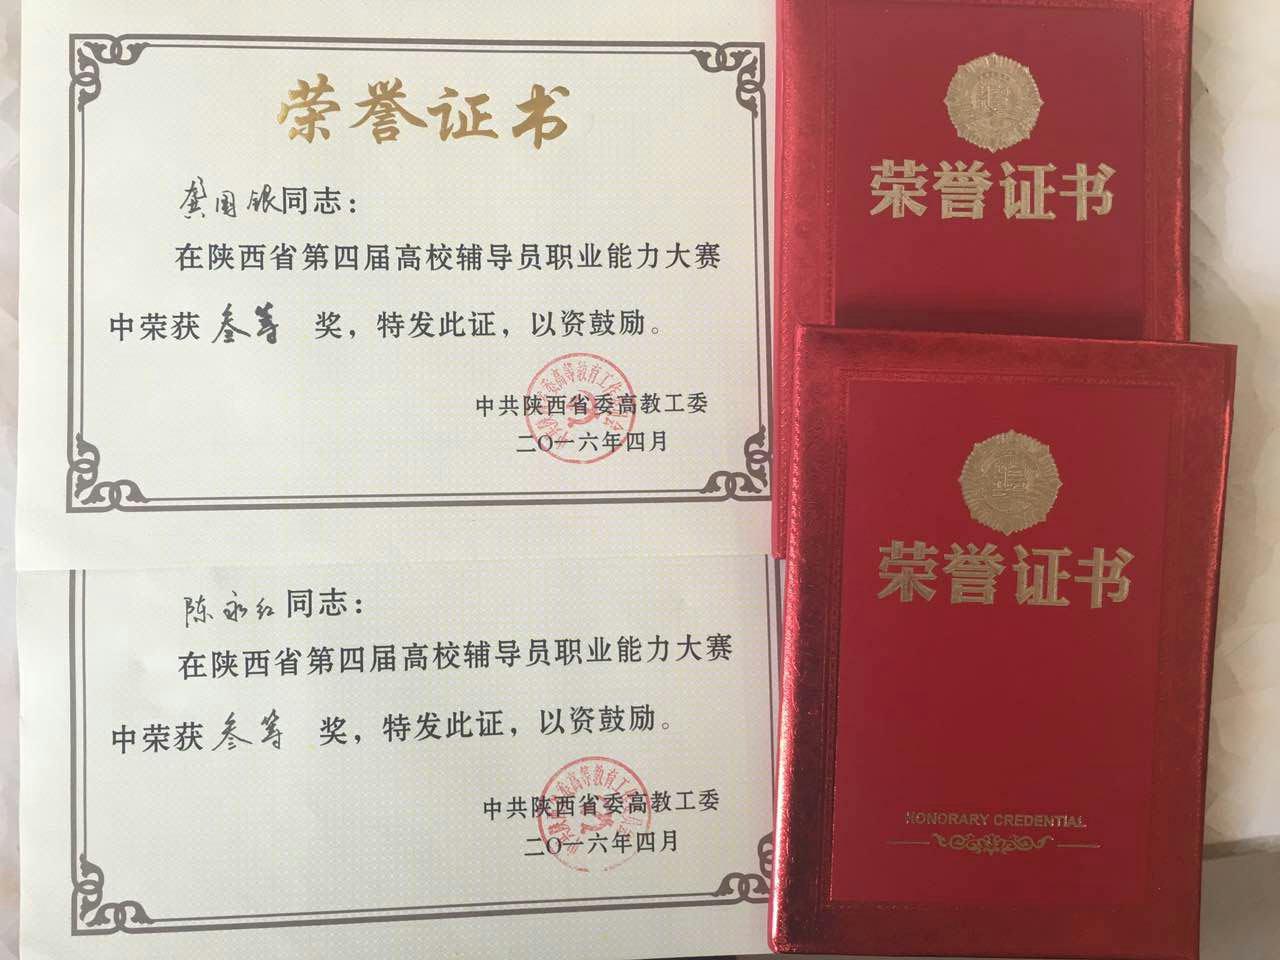 荣誉证书
龚国银同志：
在陕西省第四届高校辅导员职业能力大赛
中荣获叁等 奖，特发此证，以资鼓励。
中共陕西省委高教工委
二〇一六年四月
陈永红同志：
在陕西省第四届高校辅导员职业能力大赛
中荣获叁等 奖，特发此证，以资鼓励。
中共陕西省委高教工委
二〇一六年四月
荣誉证书
荣誉证书
HONORARY CREDENTIAL